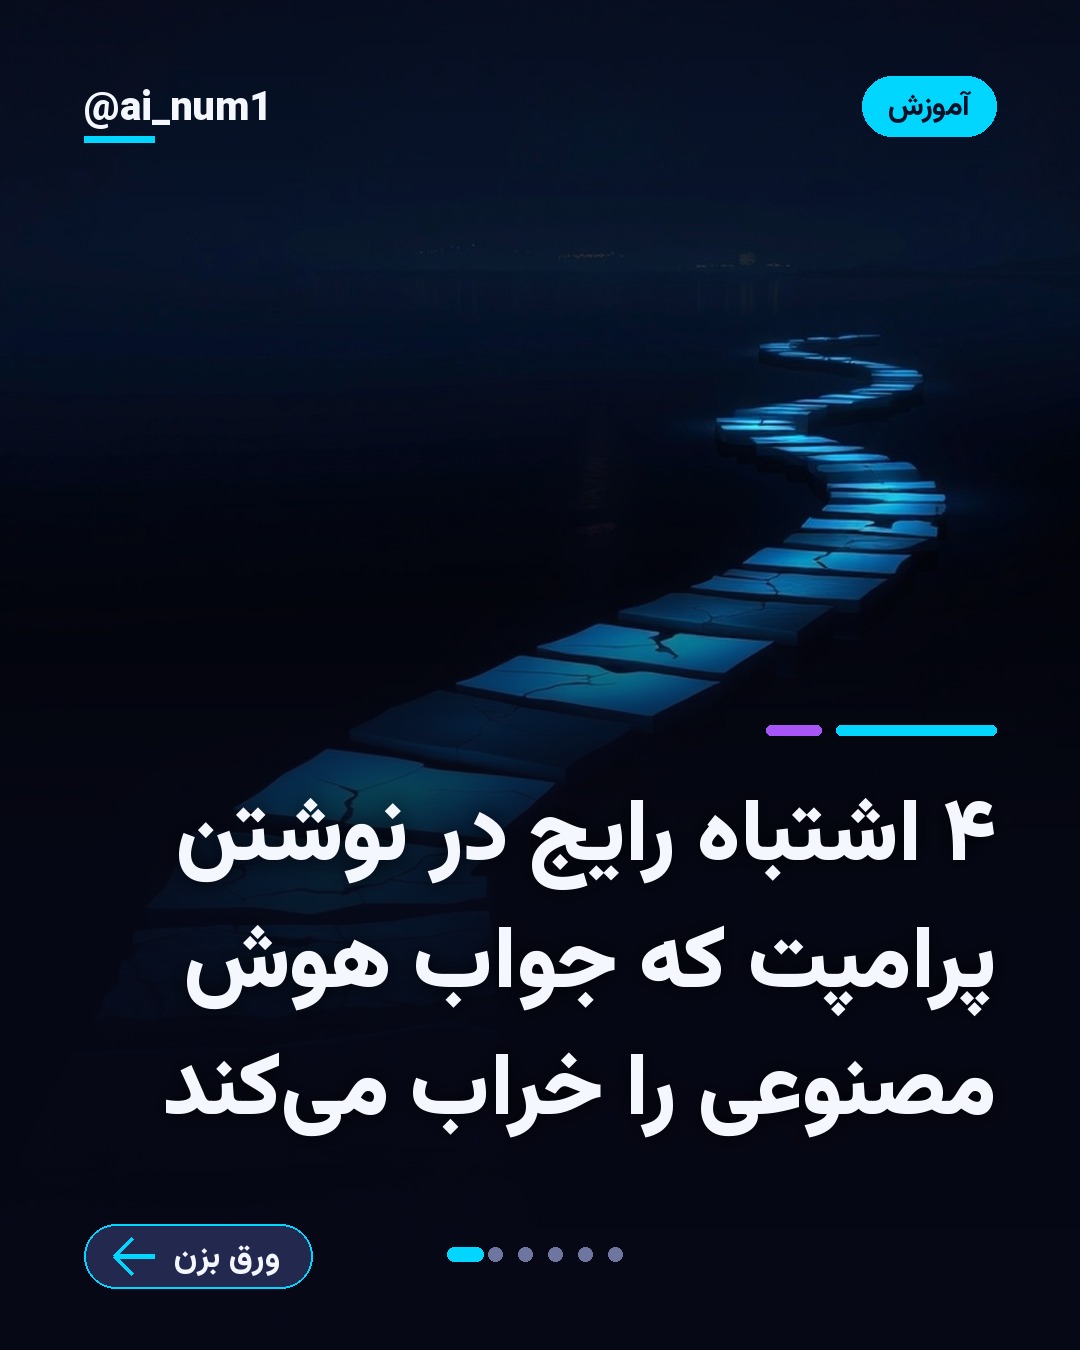 @ai_num1
آموزش
۴ اشتباه رایج در نوشتن
پرامپت که جواب هوش
مصنوعی را خراب می‌کند
ورق بزن